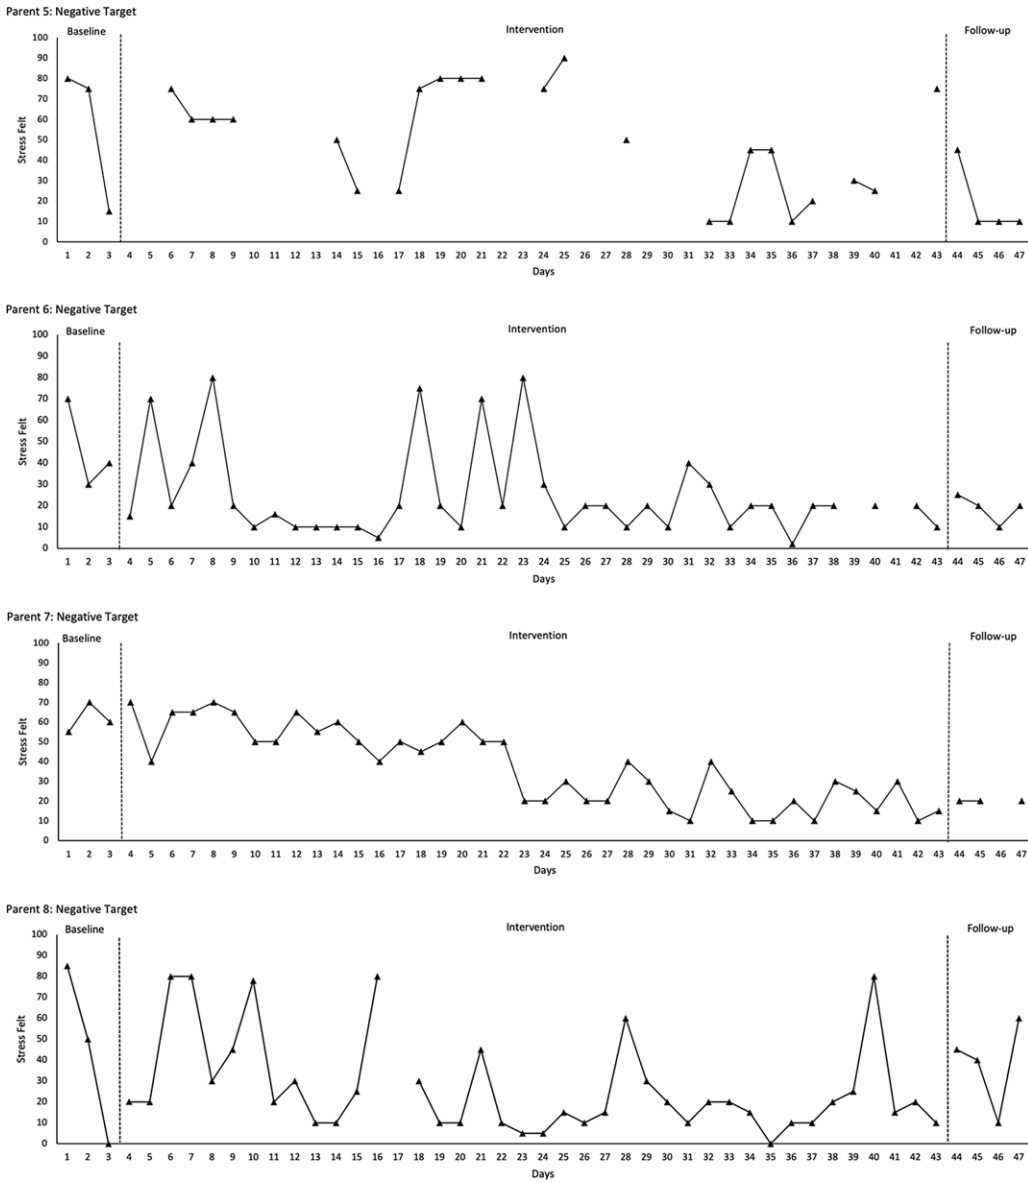 Parent 5: Negative Target
Baseline Intervention Follow-up
100
90
80
70
60
50
40
30
20
10
0
Stress Felt
1 2 3 4 5 6 7 8 9 10 11 12 13 14 15 16 17 18 19 20 21 22 23 24 25 26 27 28 29 30 31 32 33 34 35 36 37 38 39 40 41 42 43 44 45 46 47
Days
Parent 6: Negative Target
Baseline Intervention Follow-up
100
90
80
70
60
50
40
30
20
10
0
Stress Felt
1 2 3 4 5 6 7 8 9 10 11 12 13 14 15 16 17 18 19 20 21 22 23 24 25 26 27 28 29 30 31 32 33 34 35 36 37 38 39 40 41 42 43 44 45 46 47
Days
Parent 7: Negative Target
Baseline Intervention Follow-up
100
90
80
70
60
50
40
30
20
10
0
Stress Felt
1 2 3 4 5 6 7 8 9 10 11 12 13 14 15 16 17 18 19 20 21 22 23 24 25 26 27 28 29 30 31 32 33 34 35 36 37 38 39 40 41 42 43 44 45 46 47
Days
Parent 8: Negative Target
Baseline Intervention Follow-up
100
90
80
70
60
50
40
30
20
10
0
Stress Felt
1 2 3 4 5 6 7 8 9 10 11 12 13 14 15 16 17 18 19 20 21 22 23 24 25 26 27 28 29 30 31 32 33 34 35 36 37 38 39 40 41 42 43 44 45 46 47
Days